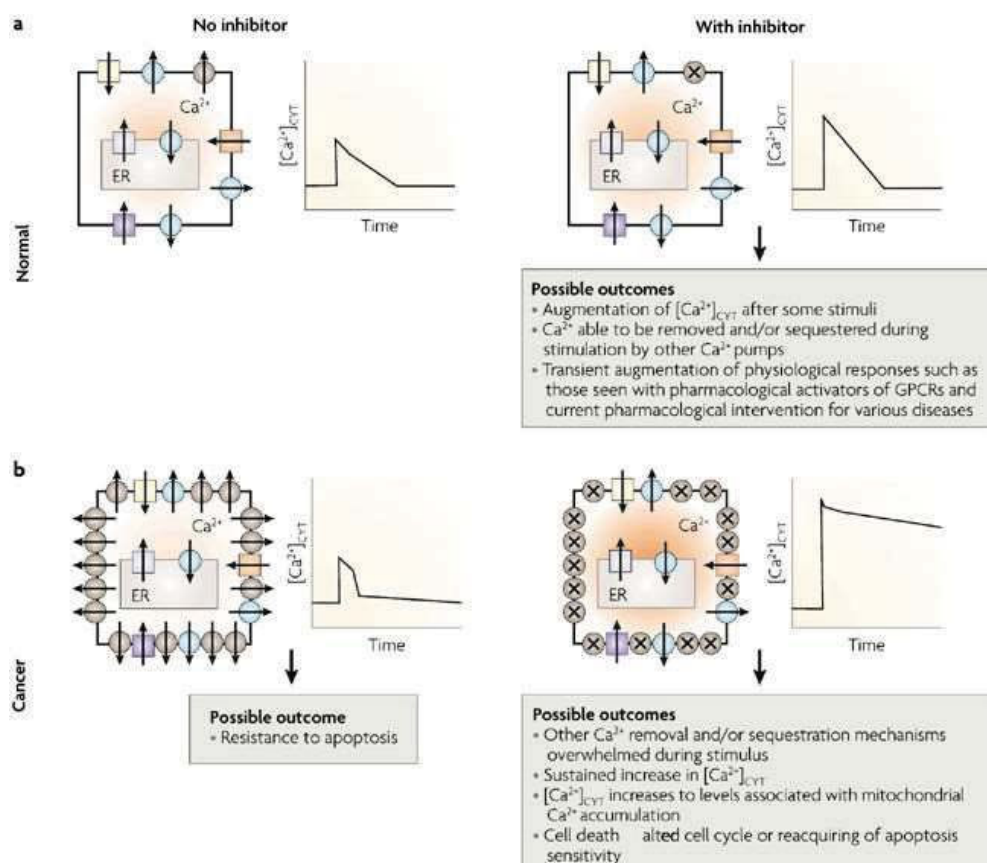 a
No inhibitor
With inhibitor
Normal
Ca²⁺
ER
[Ca²⁺]CYT
Time
Ca²⁺
ER
[Ca²⁺]CYT
Time
Possible outcomes
• Augmentation of [Ca²⁺]CYT after some stimuli
• Ca²⁺ able to be removed and/or sequestered during
stimulation by other Ca²⁺ pumps
• Transient augmentation of physiological responses such as
those seen with pharmacological activators of GPCRs and
current pharmacological intervention for various diseases
b
Cancer
Ca²⁺
ER
[Ca²⁺]CYT
Time
Ca²⁺
ER
[Ca²⁺]CYT
Time
Possible outcome
• Resistance to apoptosis
Possible outcomes
• Other Ca²⁺ removal and/or sequestration mechanisms
overwhelmed during stimulus
• Sustained increase in [Ca²⁺]CYT
• [Ca²⁺]CYT increases to levels associated with mitochondrial
Ca²⁺ accumulation
• Cell death alted cell cycle or reacquiring of apoptosis
sensitivity